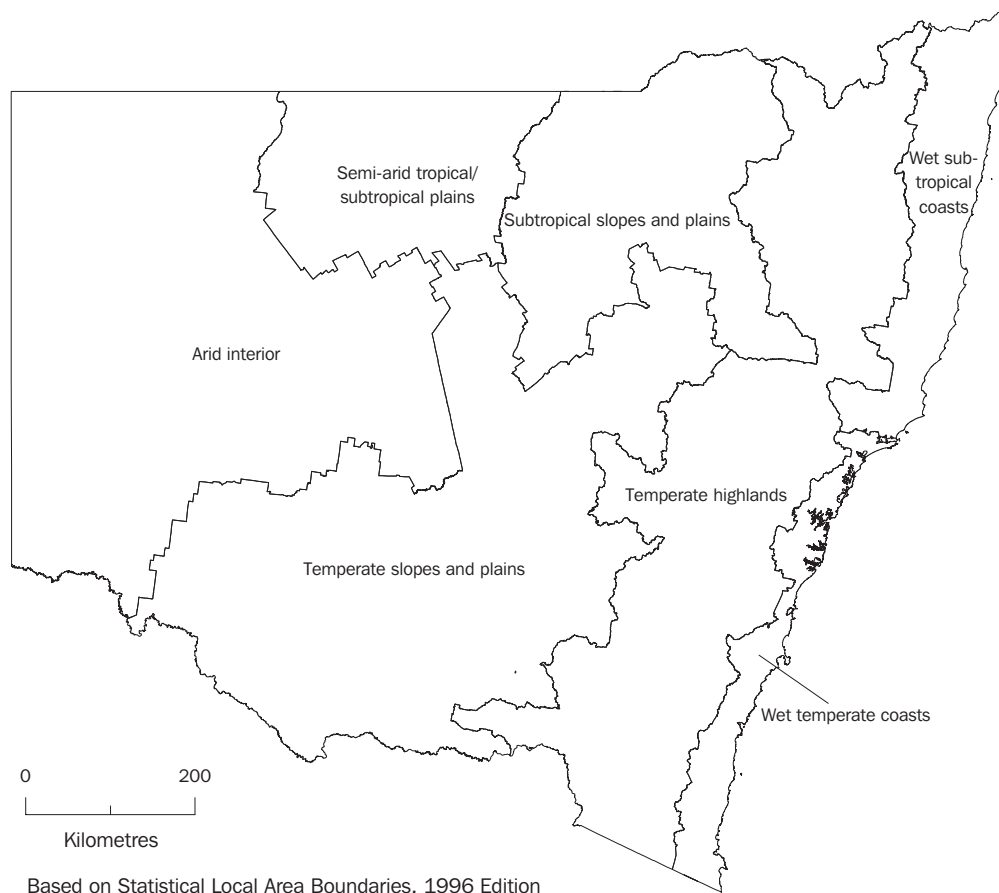 Wet sub-
tropical
coasts
Semi-arid tropical/
subtropical plains
Subtropical slopes and plains
Arid interior
Temperate highlands
Temperate slopes and plains
Wet temperate coasts
0 200
Kilometres
Based on Statistical Local Area Boundaries, 1996 Edition